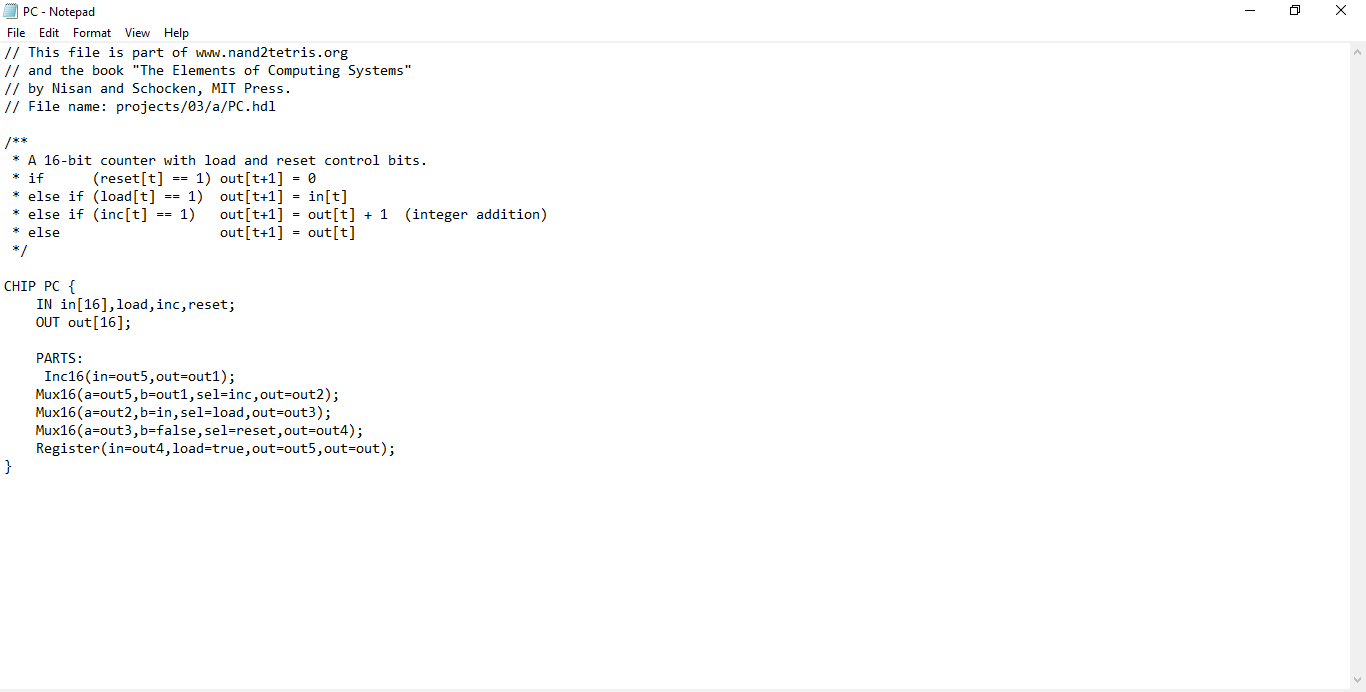 PC - Notepad
File Edit Format View Help
// This file is part of www.nand2tetris.org
// and the book "The Elements of Computing Systems"
// by Nisan and Schocken, MIT Press.
// File name: projects/03/a/PC.hdl

/**
 * A 16-bit counter with load and reset control bits.
 * if      (reset[t] == 1) out[t+1] = 0
 * else if (load[t] == 1)  out[t+1] = in[t]
 * else if (inc[t] == 1)   out[t+1] = out[t] + 1  (integer addition)
 * else                    out[t+1] = out[t]
 */

CHIP PC {
    IN in[16],load,inc,reset;
    OUT out[16];

    PARTS:
     Inc16(in=out5,out=out1);
    Mux16(a=out5,b=out1,sel=inc,out=out2);
    Mux16(a=out2,b=in,sel=load,out=out3);
    Mux16(a=out3,b=false,sel=reset,out=out4);
    Register(in=out4,load=true,out=out5,out=out);
}